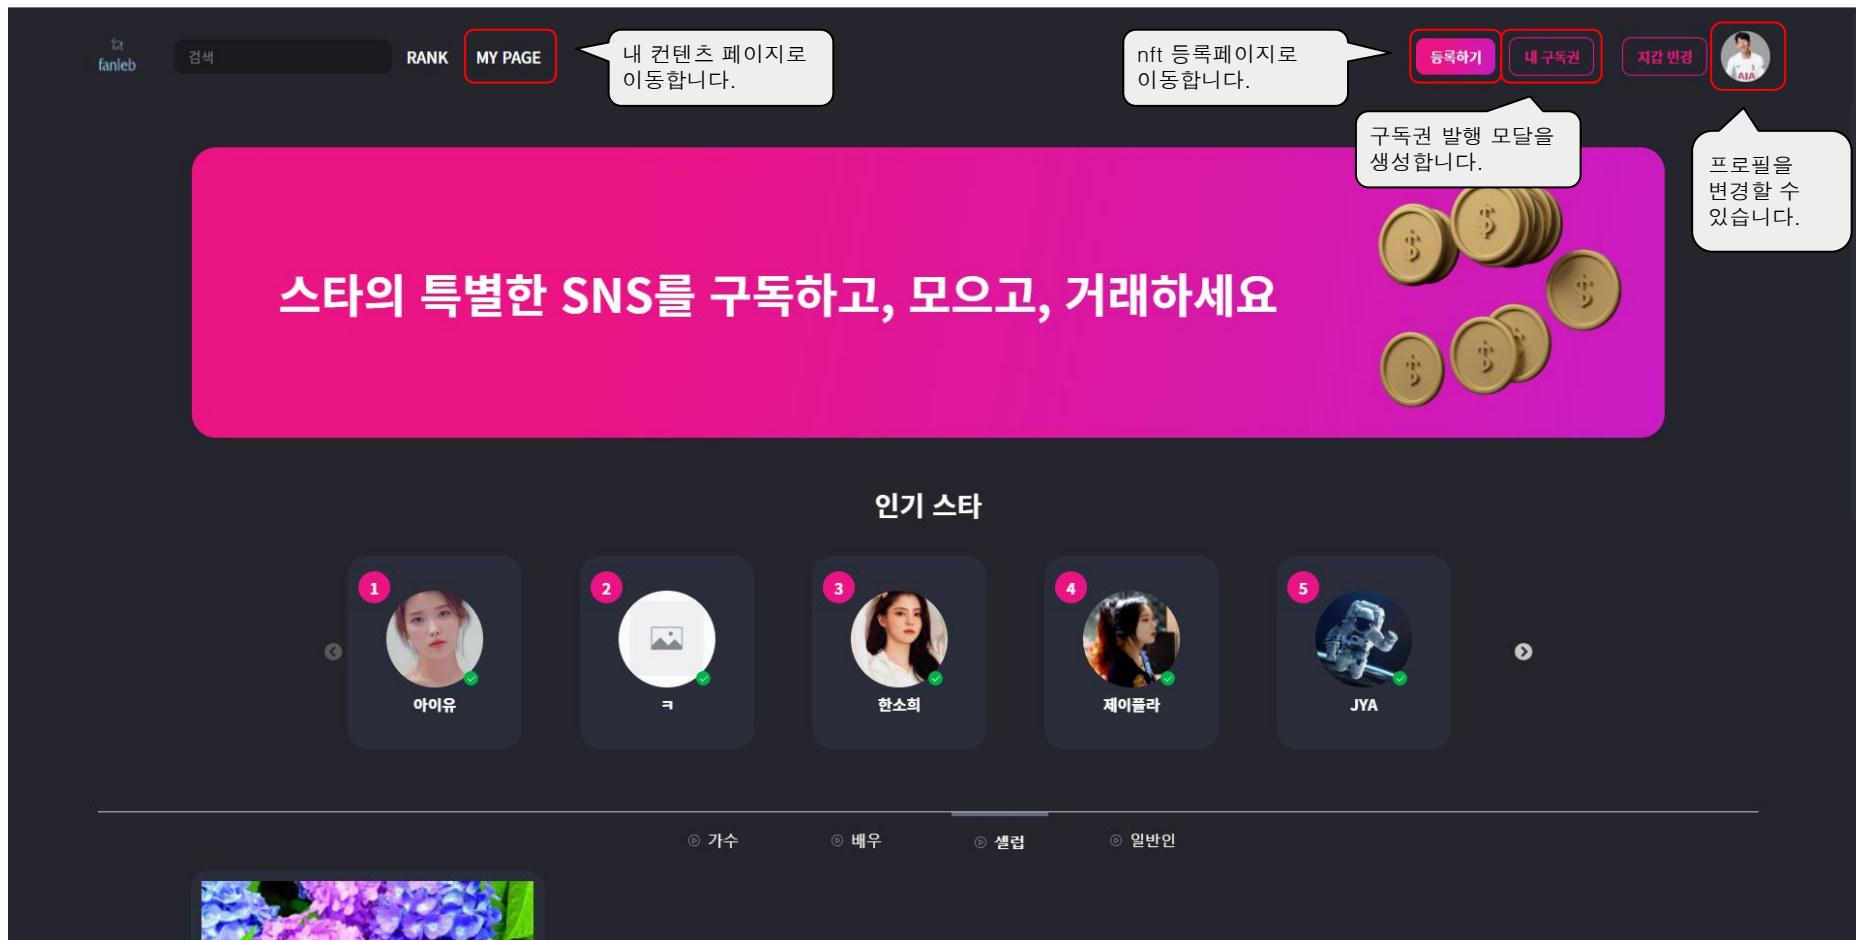 fanleb
검색
RANK
MY PAGE
내 컨텐츠 페이지로
이동합니다.
nft 등록페이지로
이동합니다.
등록하기
내 구독권
지갑 변경
AIA
구독권 발행 모달을
생성합니다.
프로필을
변경할 수
있습니다.
스타의 특별한 SNS를 구독하고, 모으고, 거래하세요
인기 스타
1
아이유
2
ㅋ
3
한소희
4
제이플라
5
JYA
가수
배우
셀럽
일반인